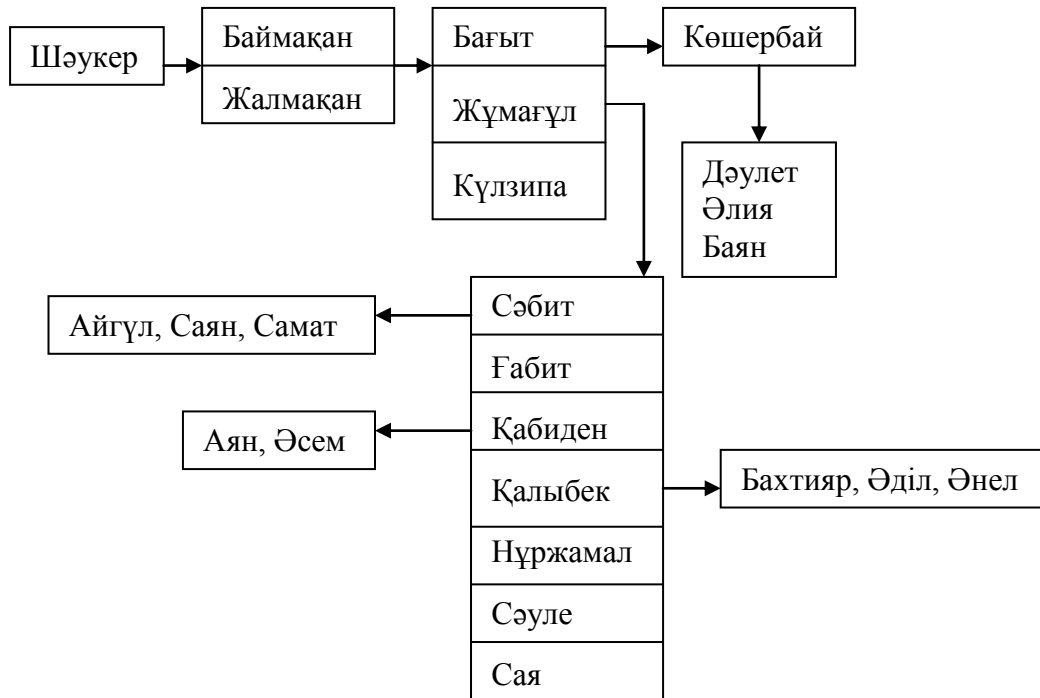 Шәукер
Баймақан
Жалмақан
Бағыт
Жұмағұл
Күлзипа
Көшербай
Дәулет
Әлия
Баян
Сәбит
Ғабит
Қабиден
Қалыбек
Нұржамал
Сәуле
Сая
Айгүл, Саян, Самат
Аян, Әсем
Бахтияр, Әділ, Әнел